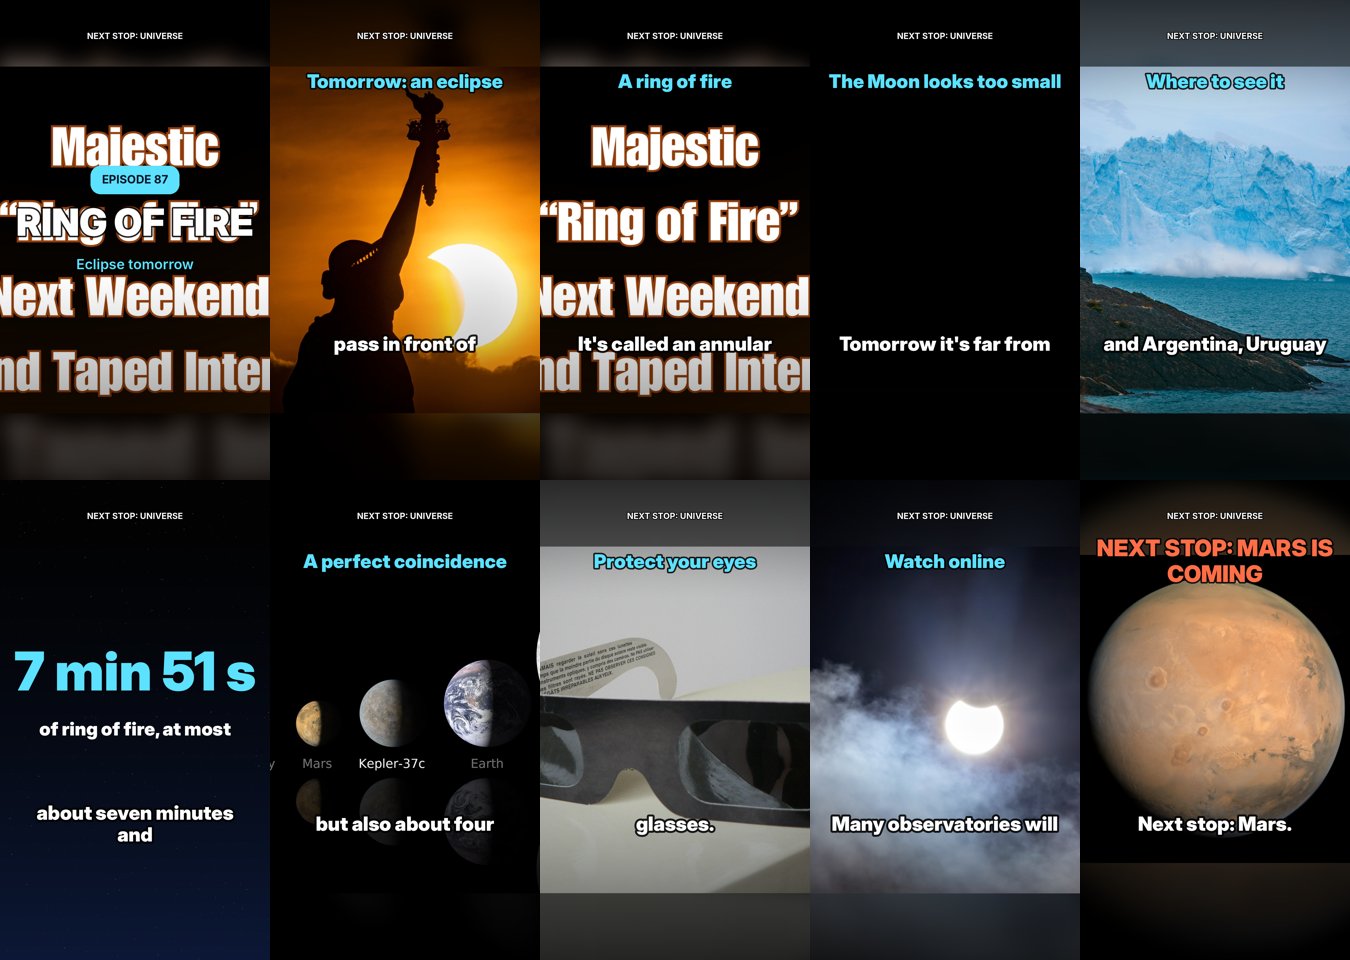 NEXT STOP: UNIVERSE
Majestic
EPISODE 87
RING OF FIRE
Eclipse tomorrow
Next Weekend
nd Taped Inter
NEXT STOP: UNIVERSE
Tomorrow: an eclipse
pass in front of
NEXT STOP: UNIVERSE
A ring of fire
Majestic
“Ring of Fire”
Next Weekend
It's called an annular
nd Taped Inter
NEXT STOP: UNIVERSE
The Moon looks too small
Tomorrow it's far from
NEXT STOP: UNIVERSE
Where to see it
and Argentina, Uruguay
NEXT STOP: UNIVERSE
7 min 51 s
of ring of fire, at most
about seven minutes
and
NEXT STOP: UNIVERSE
A perfect coincidence
y Mars Kepler-37c Earth
but also about four
NEXT STOP: UNIVERSE
Protect your eyes
glasses.
NEXT STOP: UNIVERSE
Watch online
Many observatories will
NEXT STOP: UNIVERSE
NEXT STOP: MARS IS
COMING
Next stop: Mars.